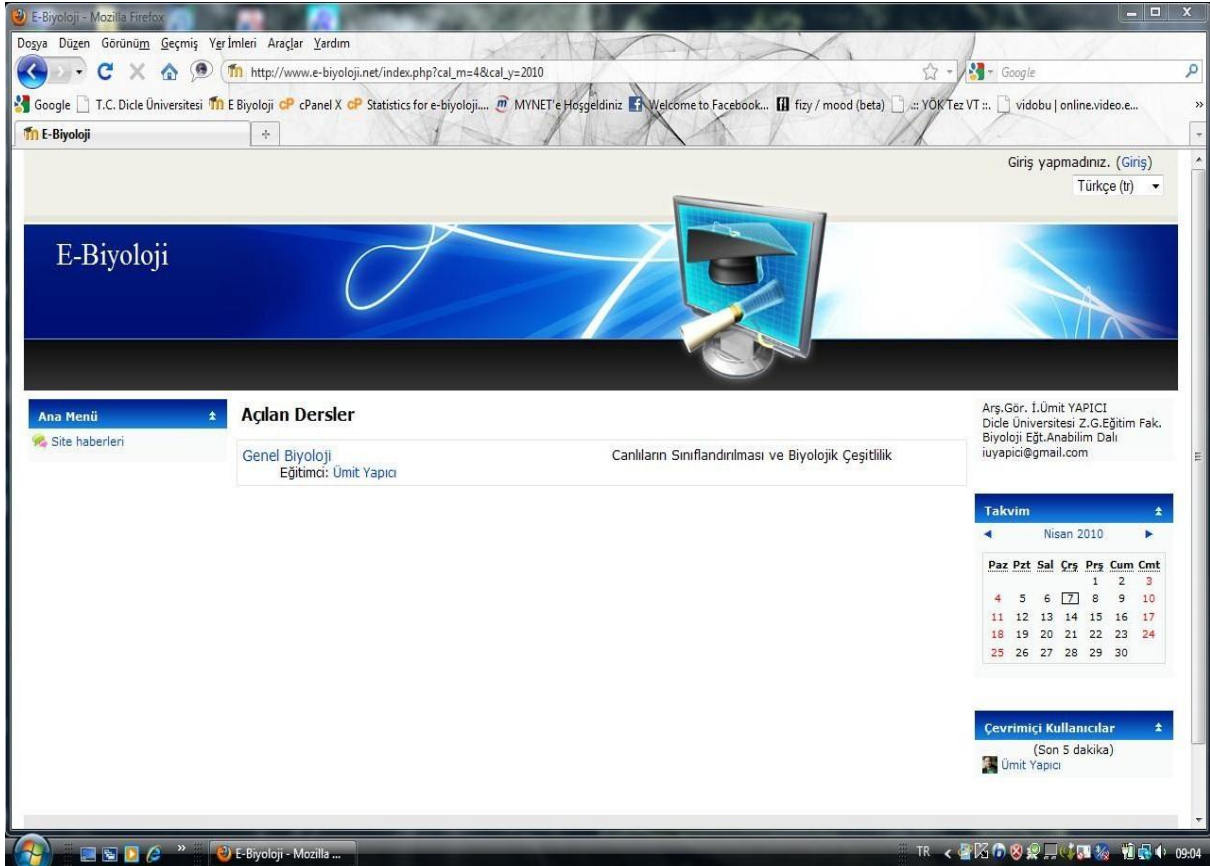 E-Biyoloji - Mozilla Firefox
Dosya Düzen Görünüm Geçmiş Yer İmleri Araçlar Yardım
http://www.e-biyoloji.net/index.php?cal_m=4&cal_y=2010
Google
Google T.C. Dicle Üniversitesi E Biyoloji cPanel X Statistics for e-biyoloji.... MYNET'e Hoşgeldiniz Welcome to Facebook... fizy / mood (beta) .:: YÖK Tez VT ::. vidobu | online.video.e... »
E-Biyoloji
Giriş yapmadınız. (Giriş)
Türkçe (tr)
E-Biyoloji
Ana Menü
Site haberleri
Açılan Dersler
Genel Biyoloji
Canlıların Sınıflandırılması ve Biyolojik Çeşitlilik
Eğitimci: Ümit Yapıcı
Arş.Gör. İ.Ümit YAPICI
Dicle Üniversitesi Z.G.Eğitim Fak.
Biyoloji Eğt.Anabilim Dalı
iuyapici@gmail.com
Takvim
Nisan 2010
Paz Pzt Sal Çrş Prş Cum Cmt
1 2 3
4 5 6 7 8 9 10
11 12 13 14 15 16 17
18 19 20 21 22 23 24
25 26 27 28 29 30
Çevrimiçi Kullanıcılar
(Son 5 dakika)
Ümit Yapıcı
» E-Biyoloji - Mozilla ...
TR
09:04